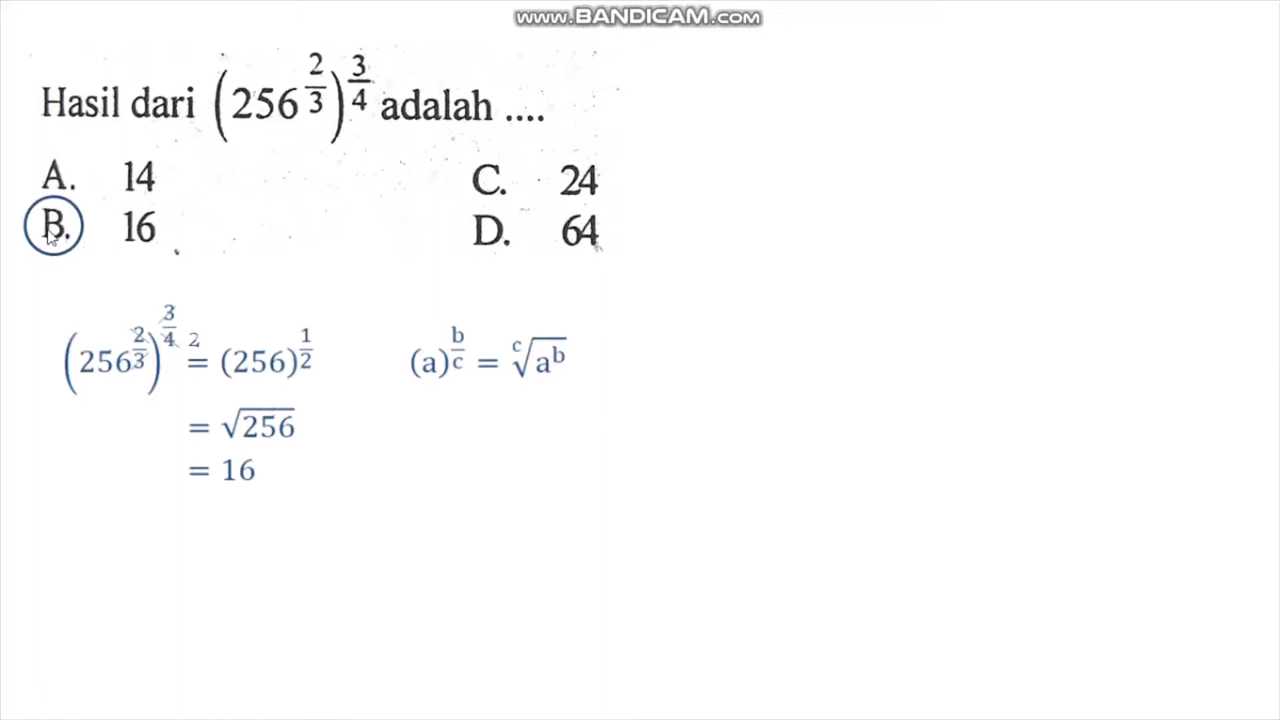 www.BANDICAM.com
Hasil dari (256^{2/3})^{3/4} adalah ....
A. 14
C. 24
B. 16
D. 64
(256^{2/3})^{3/4} 2 = (256)^{1/2}
(a)^{b/c} = ᶜ√a^b
= √256
= 16